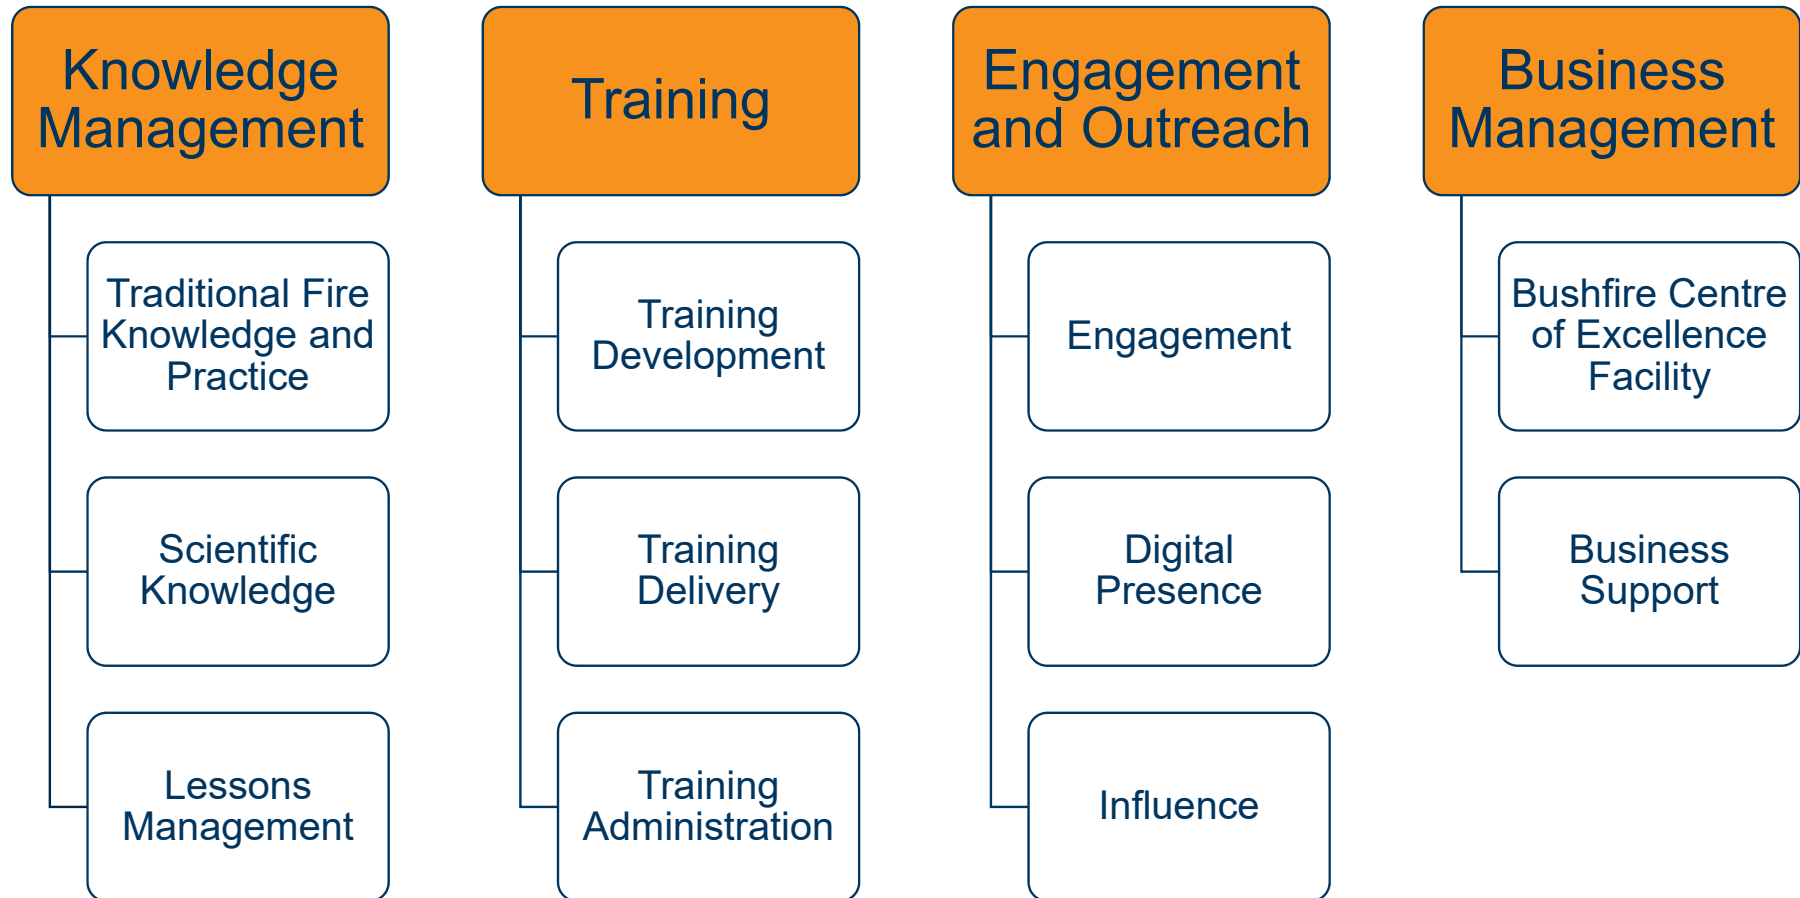 Knowledge
Management
Traditional Fire
Knowledge and
Practice
Scientific
Knowledge
Lessons
Management
Training
Training
Development
Training
Delivery
Training
Administration
Engagement
and Outreach
Engagement
Digital
Presence
Influence
Business
Management
Bushfire Centre
of Excellence
Facility
Business
Support